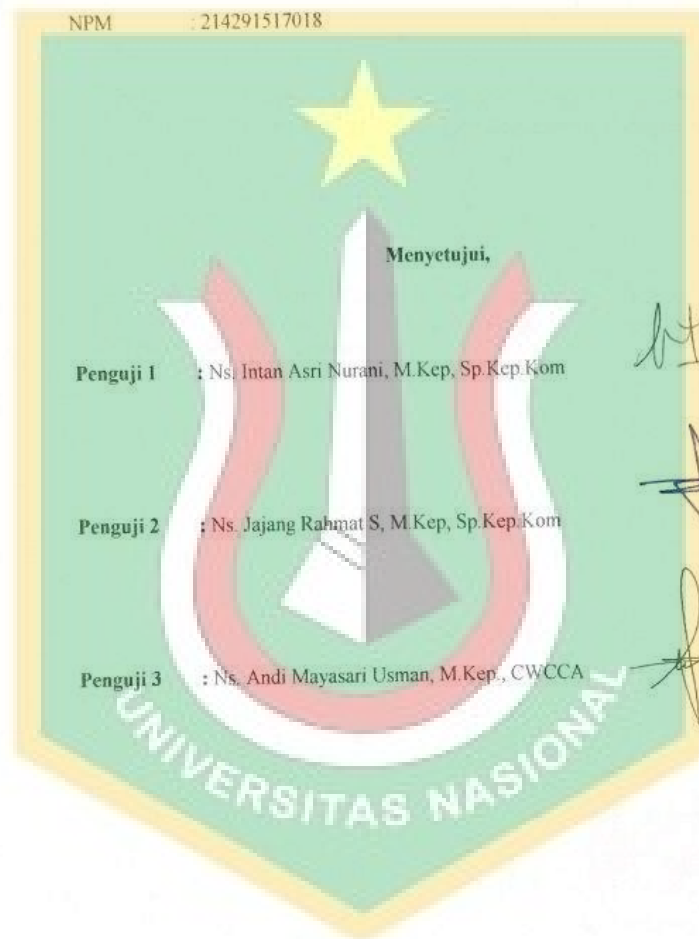 NPM : 214291517018
Menyetujui,
Penguji 1 : Ns. Intan Asri Nurani, M.Kep, Sp.Kep.Kom
Penguji 2 : Ns. Jajang Rahmat S, M.Kep, Sp.Kep.Kom
Penguji 3 : Ns. Andi Mayasari Usman, M.Kep., CWCCA
UNIVERSITAS NASIONAL